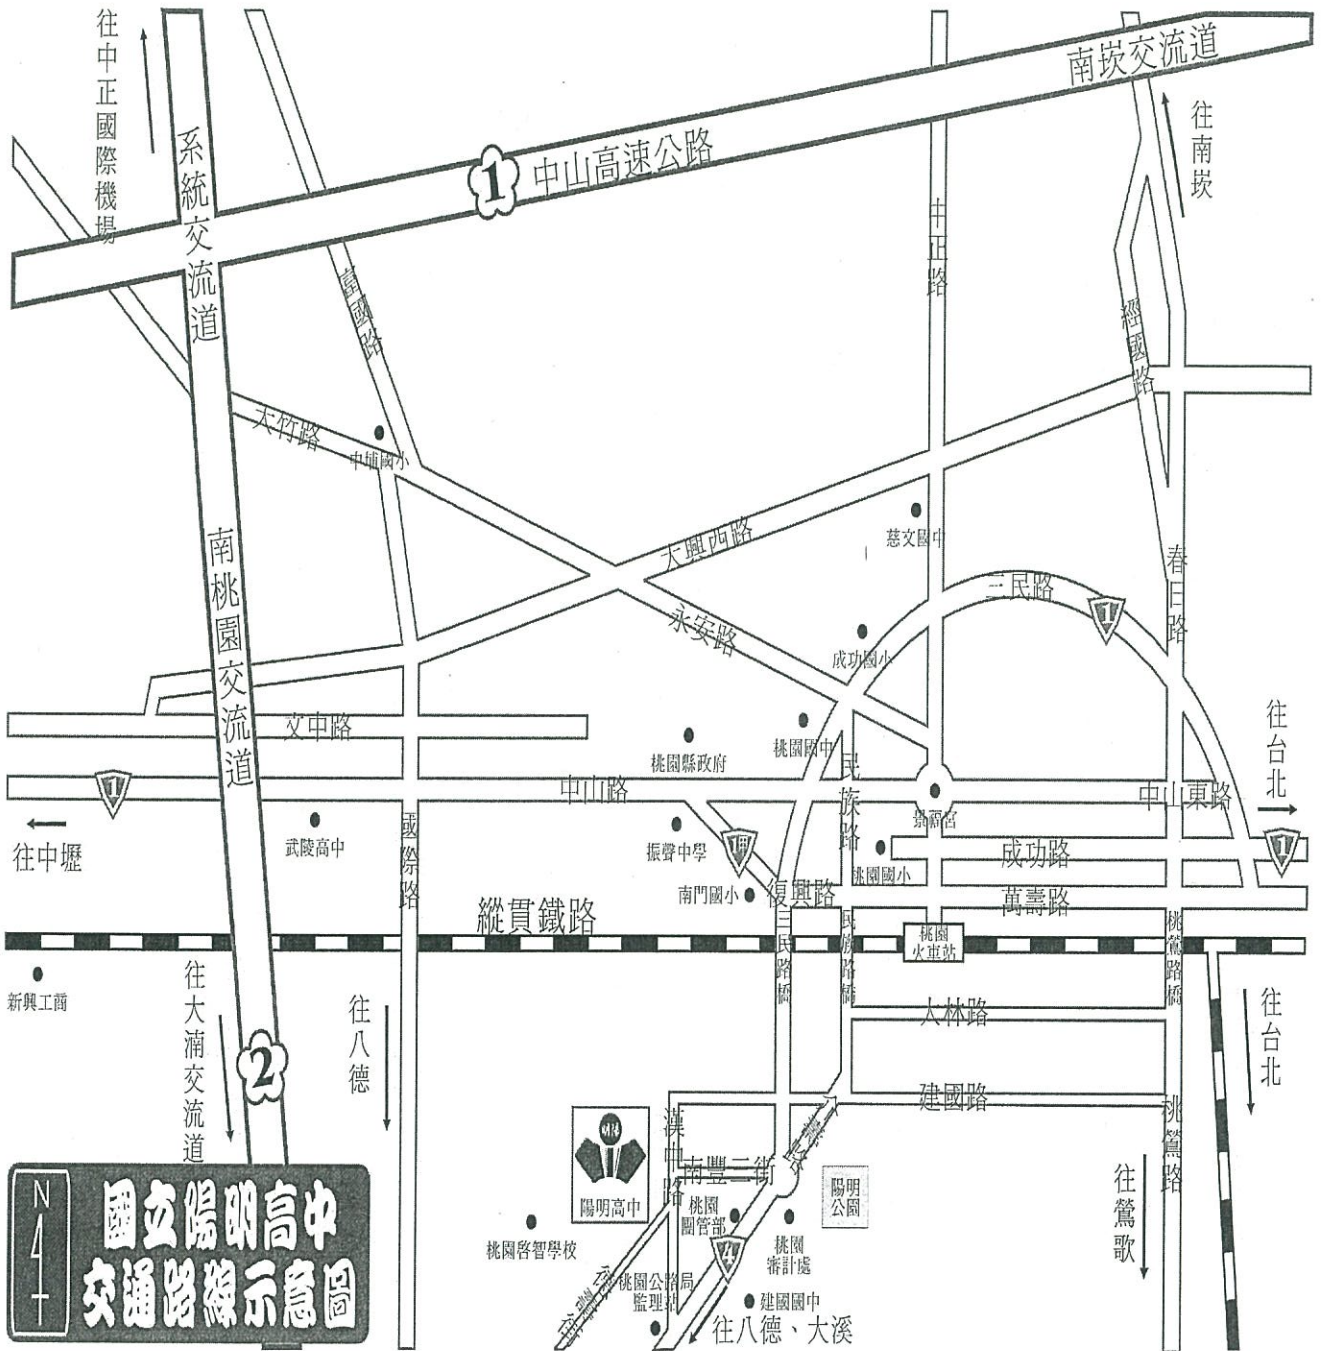 往中正國際機場
南崁交流道
往南崁
系統交流道
1
中山高速公路
中正路
富國路
經國路
大竹路
中埔國小
大興西路
慈文國中
南桃園交流道
春日路
三民路
1
永安路
成功國小
文中路
桃園縣政府
桃園國中
民族路
往台北
1
中山路
景福宮
中山東路
往中壢
武陵高中
國際路
振聲中學
1甲
桃園國小
成功路
1
南門國小
復興路
萬壽路
縱貫鐵路
三民路橋
民族路橋
桃園
火車站
桃鶯路橋
新興工商
往大湳交流道
往八德
大林路
往台北
2
建國路
桃鶯路
漢中路
陽明高中
南豐二街
陽明
公園
往鶯歌
桃園
團管部
桃園
審計處
桃園啓智學校
4
桃園公路局
監理站
建國國中
往八德、大溪
N
國立陽明高中
交通路線示意圖